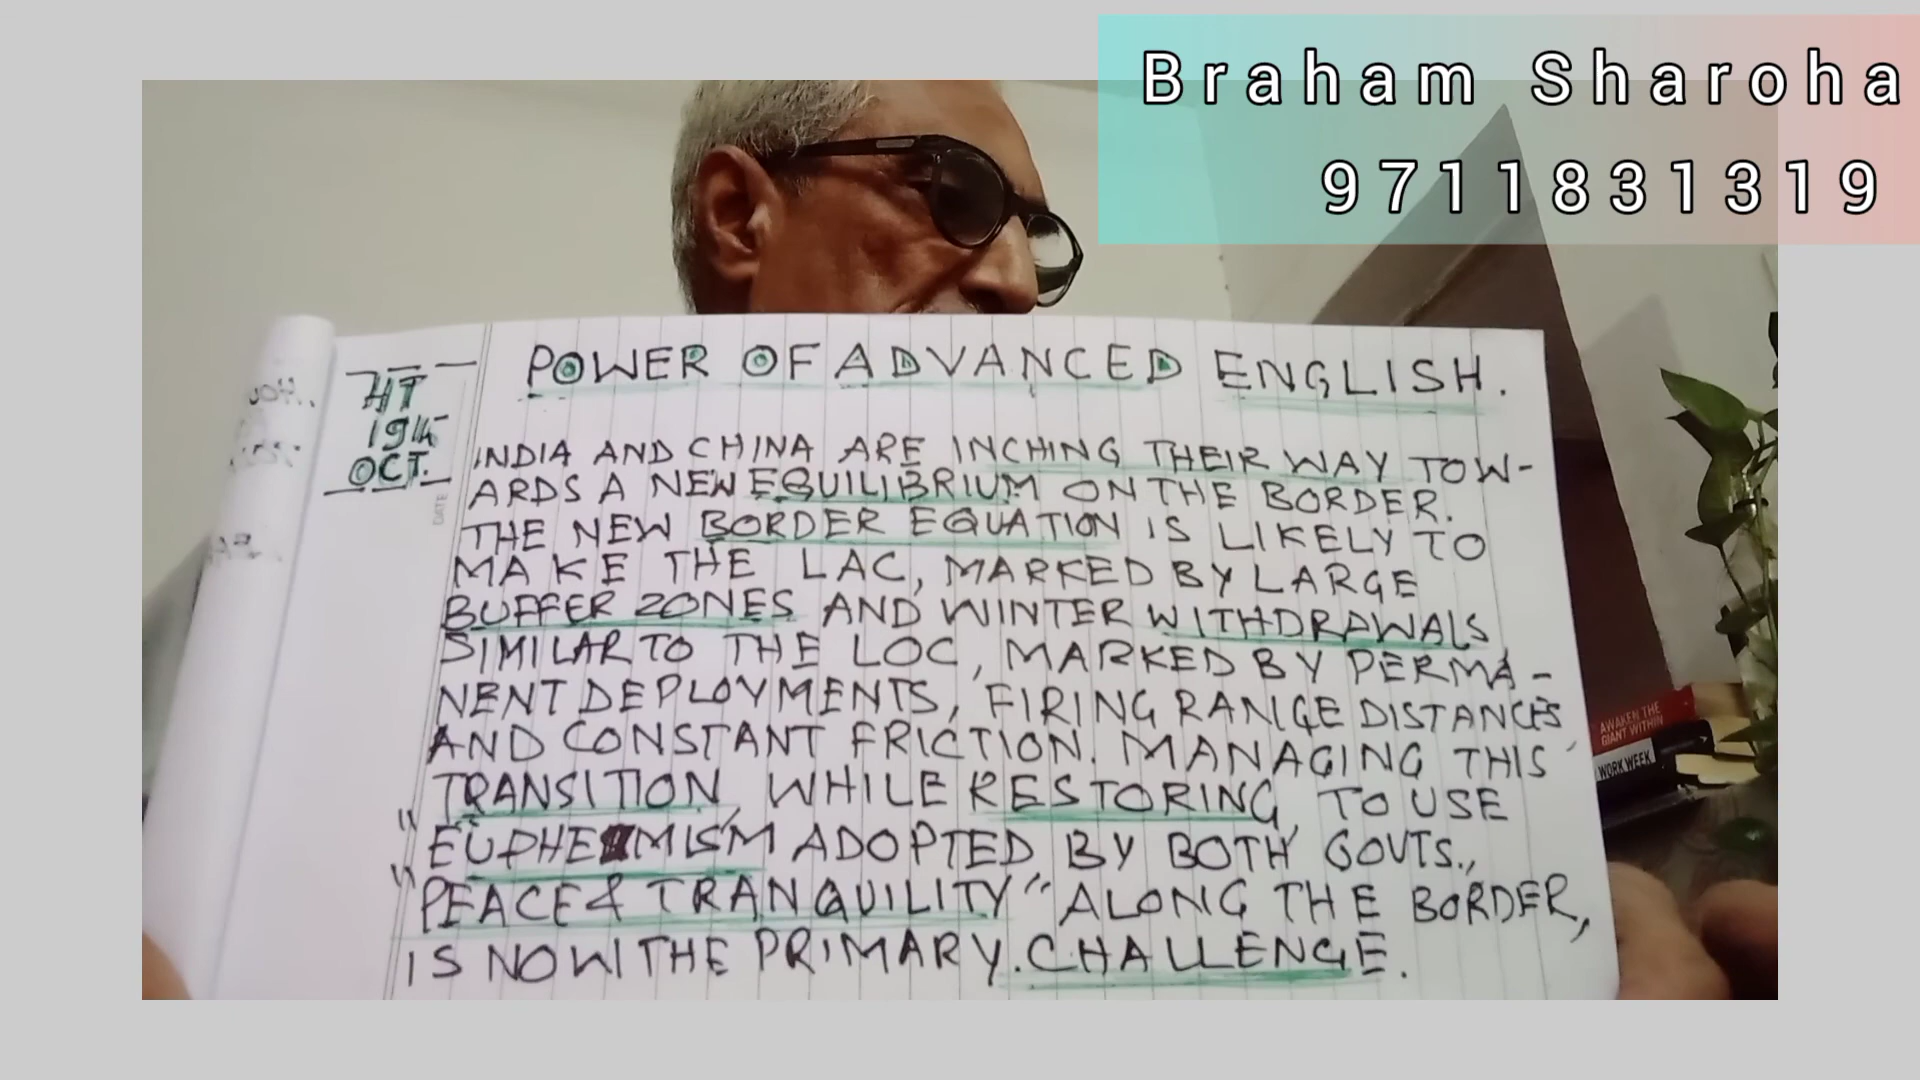 Braham Sharoha
9711831319
HT
19th
OCT.
DATE
POWER OF ADVANCED ENGLISH.
INDIA AND CHINA ARE INCHING THEIR WAY TOW-
ARDS A NEW EQUILIBRIUM ON THE BORDER.
THE NEW BORDER EQUATION IS LIKELY TO
MAKE THE LAC, MARKED BY LARGE
BUFFER ZONES AND WINTER WITHDRAWALS
SIMILAR TO THE LOC, MARKED BY PERMA-
NENT DEPLOYMENTS, FIRING RANGE DISTANCES
AND CONSTANT FRICTION. MANAGING THIS
TRANSITION, WHILE RESTORING, TO USE
"EUPHEMISM ADOPTED BY BOTH GOVTS.,
"PEACE & TRANQUILITY" ALONG THE BORDER,
IS NOW THE PRIMARY CHALLENGE.
AWAKEN THE
GIANT WITHIN
WORK WEEK